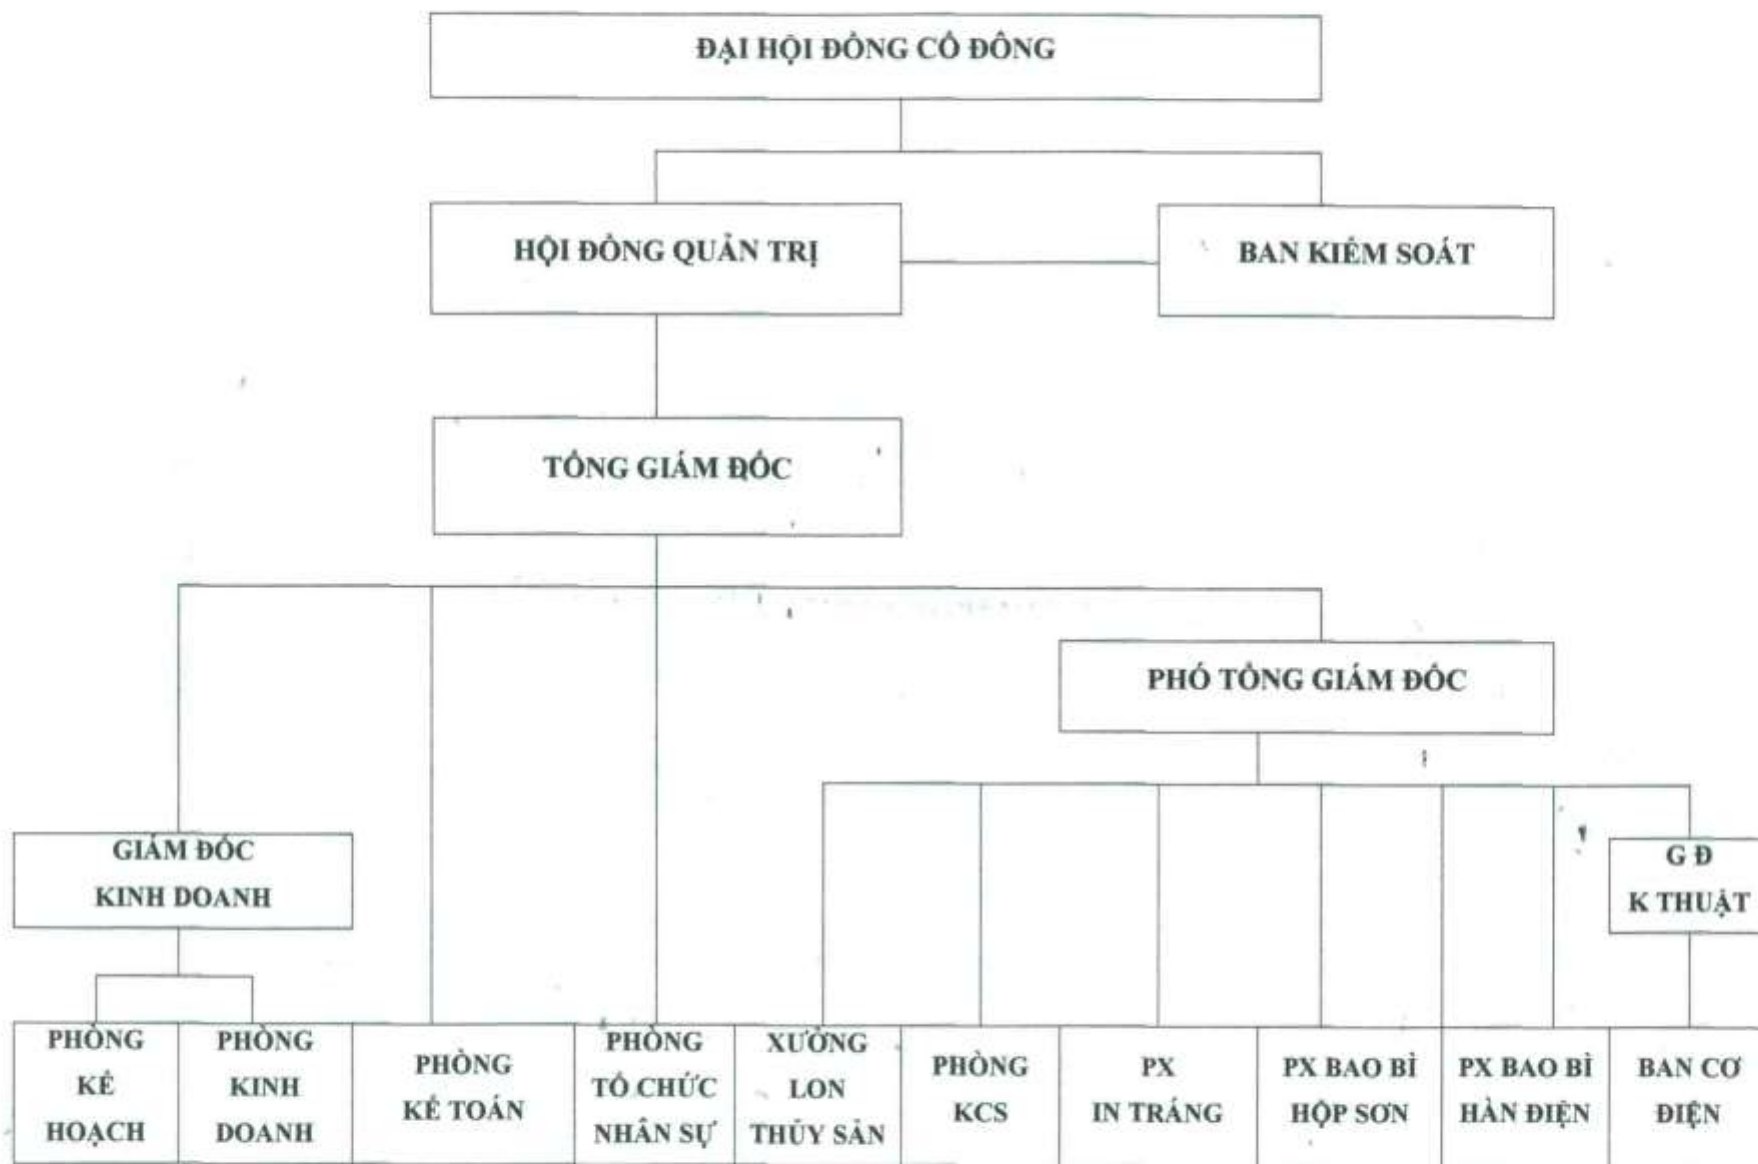 ĐẠI HỘI ĐỒNG CỔ ĐÔNG
HỘI ĐỒNG QUẢN TRỊ
BAN KIỂM SOÁT
TỔNG GIÁM ĐỐC
PHÓ TỔNG GIÁM ĐỐC
GIÁM ĐỐC
KINH DOANH
G Đ
K THUẬT
PHÒNG
KẾ
HOẠCH
PHÒNG
KINH
DOANH
PHÒNG
KẾ TOÁN
PHÒNG
TỔ CHỨC
NHÂN SỰ
XƯỞNG
LON
THỦY SẢN
PHÒNG
KCS
PX
IN TRÁNG
PX BAO BÌ
HỘP SƠN
PX BAO BÌ
HÀN ĐIỆN
BAN CƠ
ĐIỆN